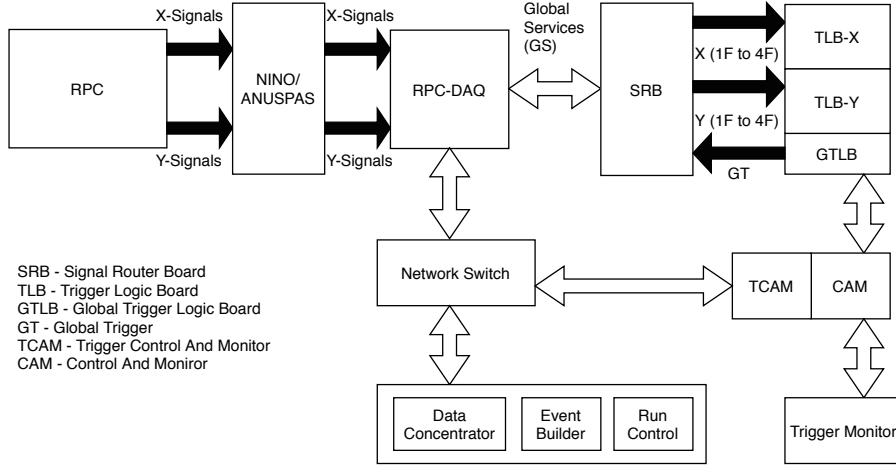 X-Signals
X-Signals
Global
Services
(GS)
RPC
NINO/
ANUSPAS
RPC-DAQ
SRB
X (1F to 4F)
TLB-X
TLB-Y
Y (1F to 4F)
Y-Signals
Y-Signals
GT
GTLB
Network Switch
TCAM
CAM
SRB - Signal Router Board
TLB - Trigger Logic Board
GTLB - Global Trigger Logic Board
GT - Global Trigger
TCAM - Trigger Control And Monitor
CAM - Control And Moniror
Data
Concentrator
Event
Builder
Run
Control
Trigger Monitor